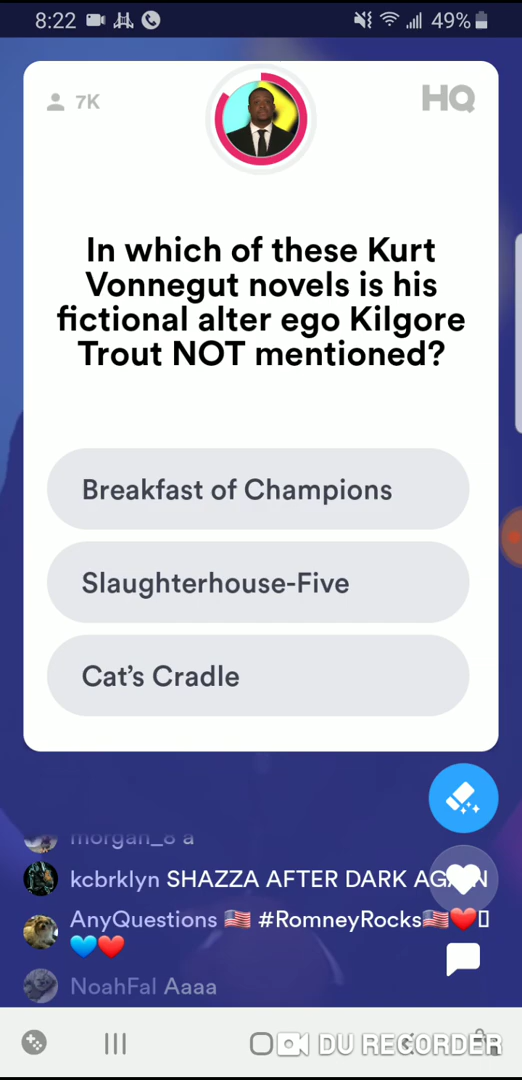 8:22
49%
7K
HQ
In which of these Kurt
Vonnegut novels is his
fictional alter ego Kilgore
Trout NOT mentioned?
Breakfast of Champions
Slaughterhouse-Five
Cat's Cradle
morgan_8 a
kcbrklyn SHAZZA AFTER DARK AGAIN
AnyQuestions 🇺🇸 #RomneyRocks🇺🇸❤️▯
💙❤️
NoahFal Aaaa
DU RECORDER